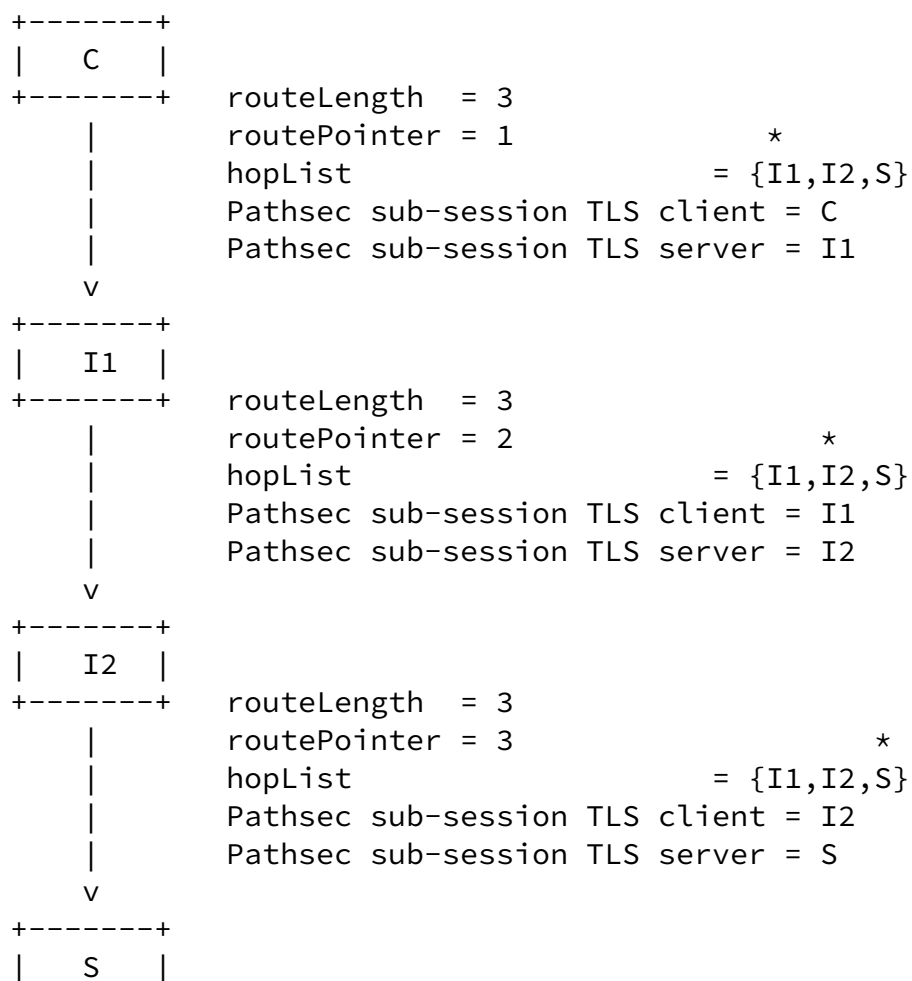 +-------+
|   C   |
+-------+   routeLength  = 3
    |       routePointer = 1              *
    |       hopList                    = {I1,I2,S}
    |       Pathsec sub-session TLS client = C
    |       Pathsec sub-session TLS server = I1
    v
+-------+
|   I1  |
+-------+   routeLength  = 3
    |       routePointer = 2                 *
    |       hopList                    = {I1,I2,S}
    |       Pathsec sub-session TLS client = I1
    |       Pathsec sub-session TLS server = I2
    v
+-------+
|   I2  |
+-------+   routeLength  = 3
    |       routePointer = 3                    *
    |       hopList                    = {I1,I2,S}
    |       Pathsec sub-session TLS client = I2
    |       Pathsec sub-session TLS server = S
    v
+-------+
|   S   |